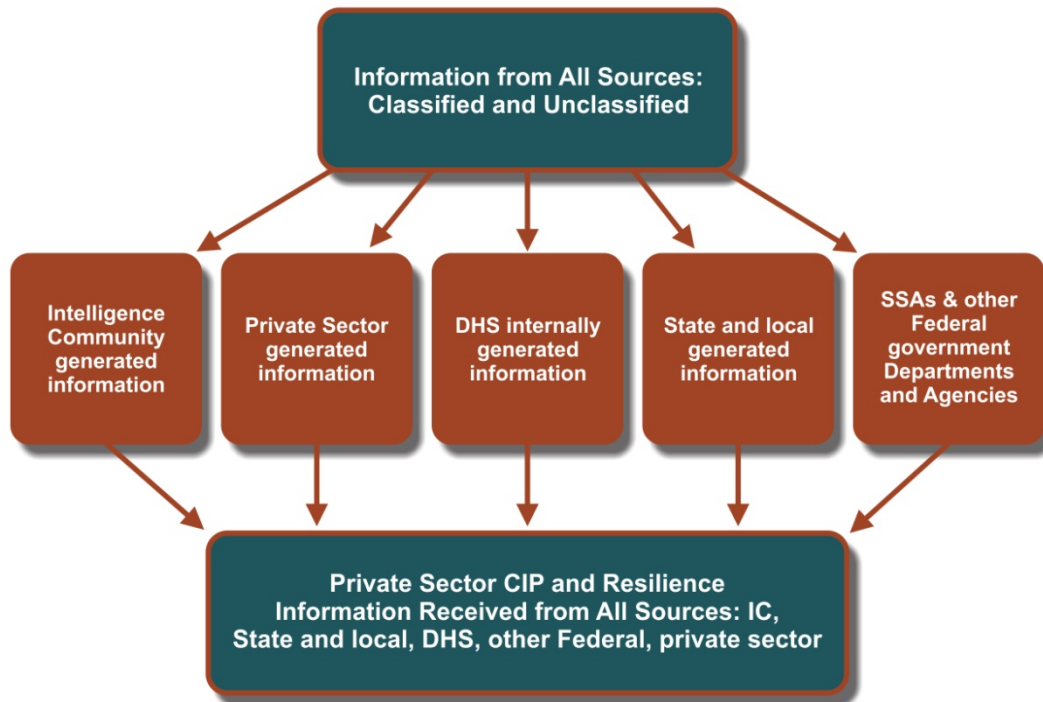 Information from All Sources:
Classified and Unclassified
Intelligence
Community
generated
information
Private Sector
generated
information
DHS internally
generated
information
State and local
generated
information
SSAs & other
Federal
government
Departments
and Agencies
Private Sector CIP and Resilience
Information Received from All Sources: IC,
State and local, DHS, other Federal, private sector